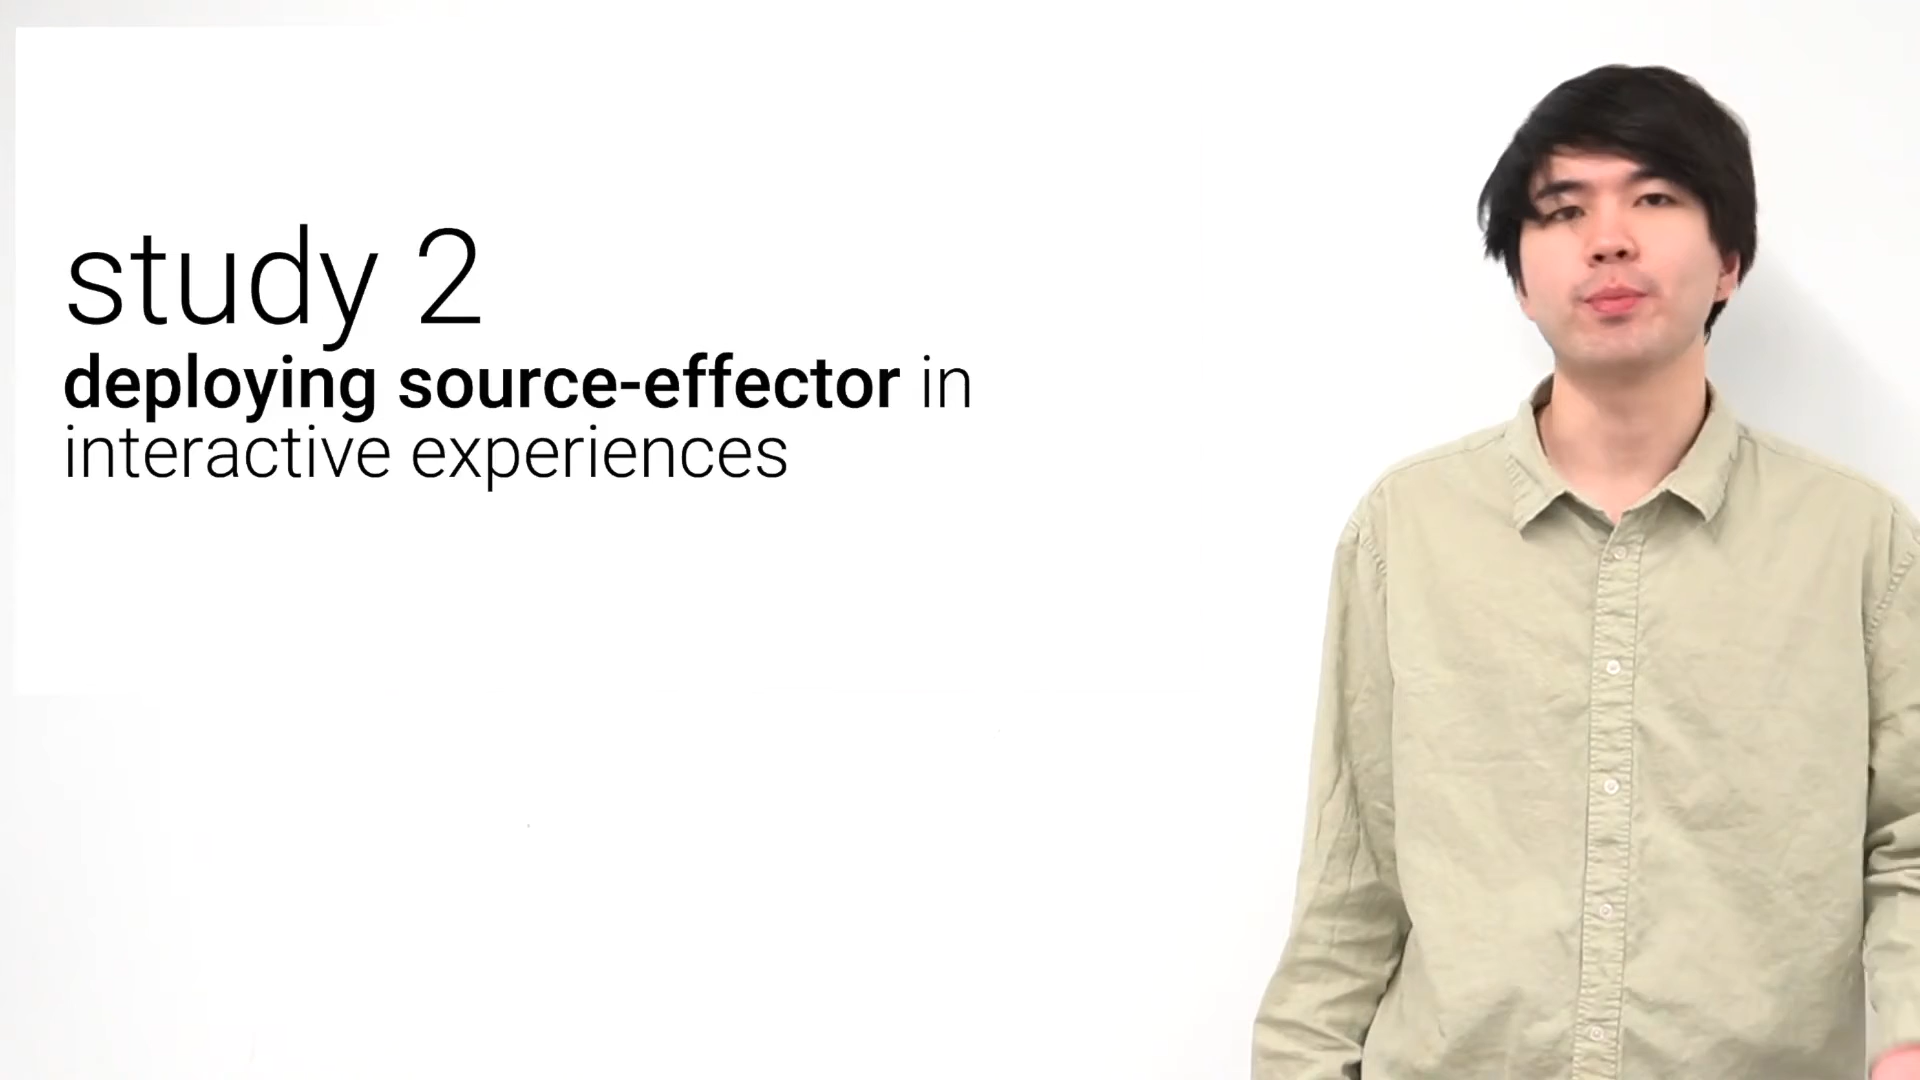 study 2
deploying source-effector in
interactive experiences